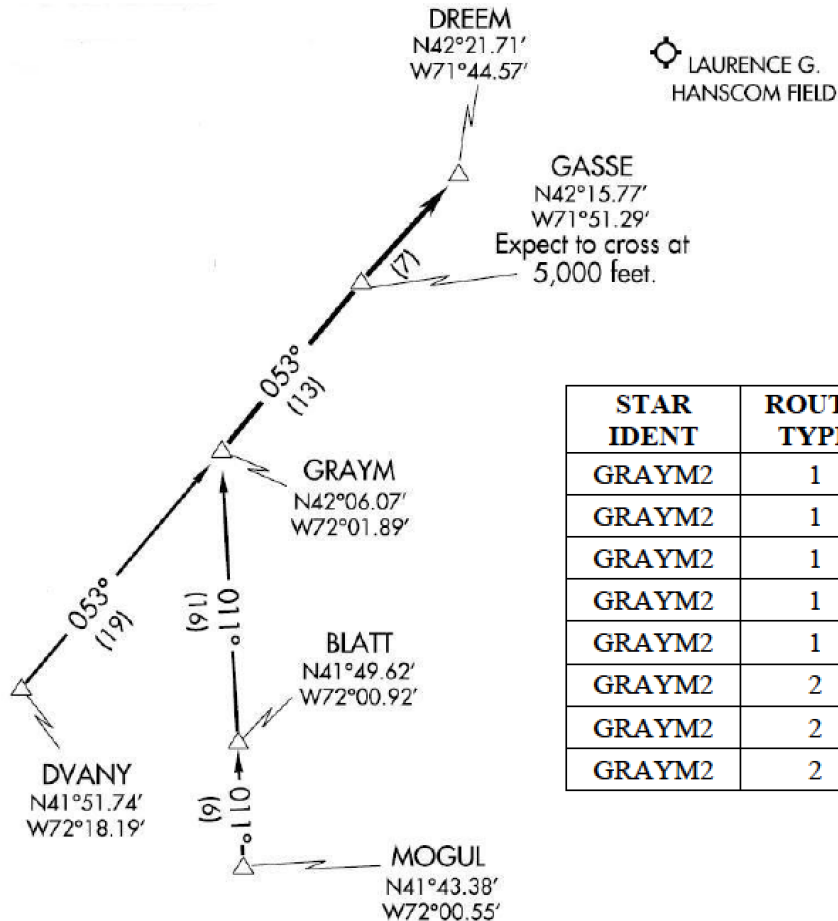 DREEM
N42°21.71'
W71°44.57'
LAURENCE G.
HANSCOM FIELD
GASSE
N42°15.77'
W71°51.29'
Expect to cross at
5,000 feet.
(7)
053°
(13)
GRAYM
N42°06.07'
W72°01.89'
053°
(19)
011°
(16)
BLATT
N41°49.62'
W72°00.92'
DVANY
N41°51.74'
W72°18.19'
011°
(6)
MOGUL
N41°43.38'
W72°00.55'
STAR IDENT ROUT TYP
GRAYM2 1
GRAYM2 1
GRAYM2 1
GRAYM2 1
GRAYM2 1
GRAYM2 2
GRAYM2 2
GRAYM2 2